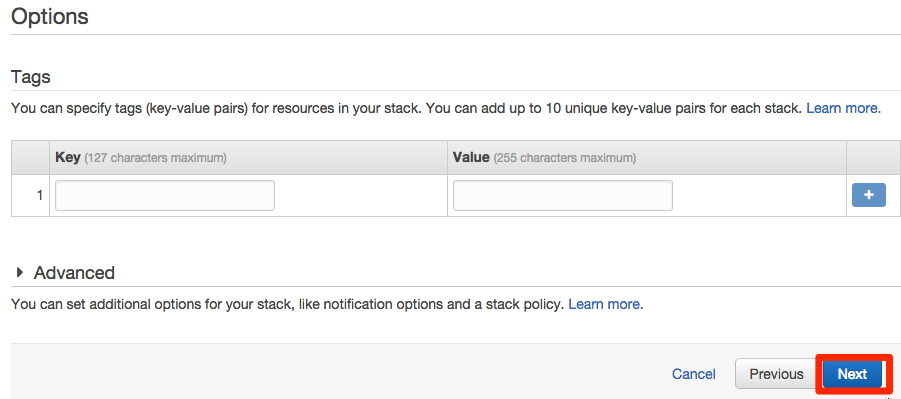 Options
Tags
You can specify tags (key-value pairs) for resources in your stack. You can add up to 10 unique key-value pairs for each stack. Learn more.
Key (127 characters maximum) Value (255 characters maximum)
1 +
Advanced
You can set additional options for your stack, like notification options and a stack policy. Learn more.
Cancel Previous Next